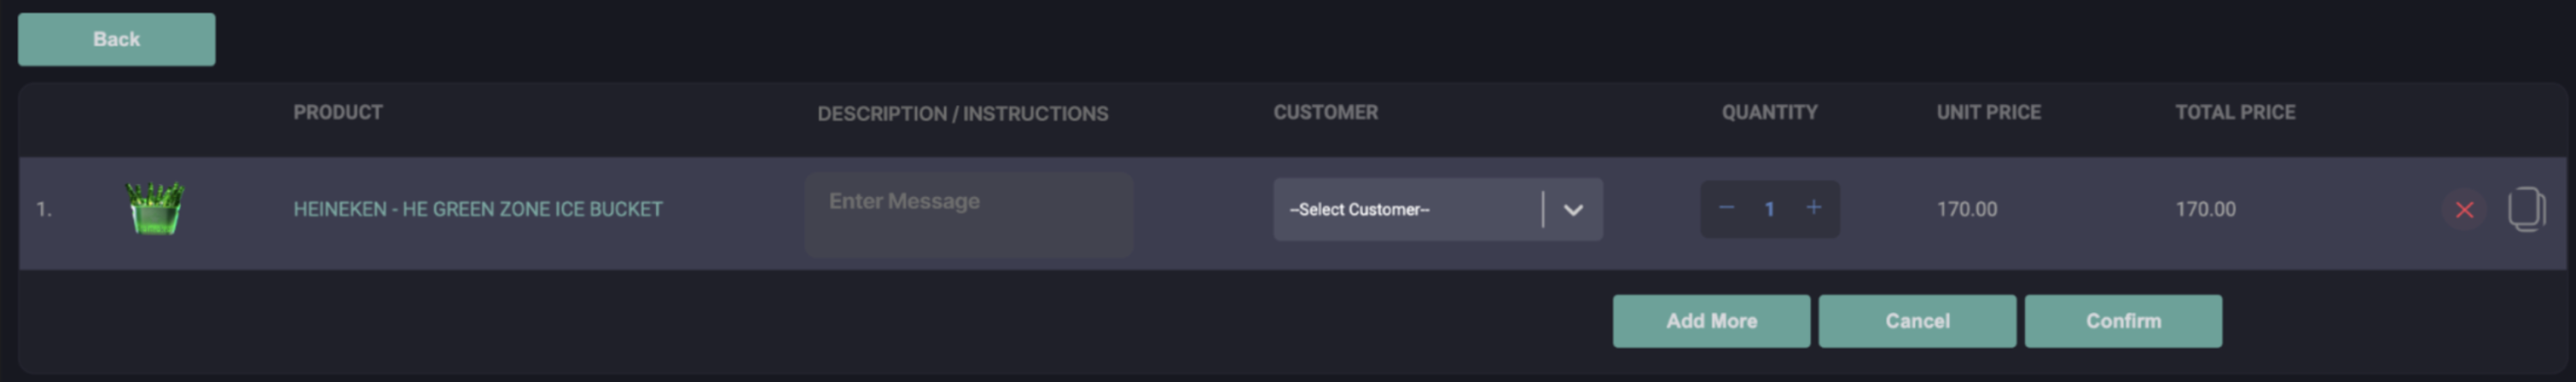 Back
PRODUCT DESCRIPTION / INSTRUCTIONS CUSTOMER QUANTITY UNIT PRICE TOTAL PRICE
1. HEINEKEN - HE GREEN ZONE ICE BUCKET Enter Message --Select Customer-- − 1 + 170.00 170.00
Add More Cancel Confirm